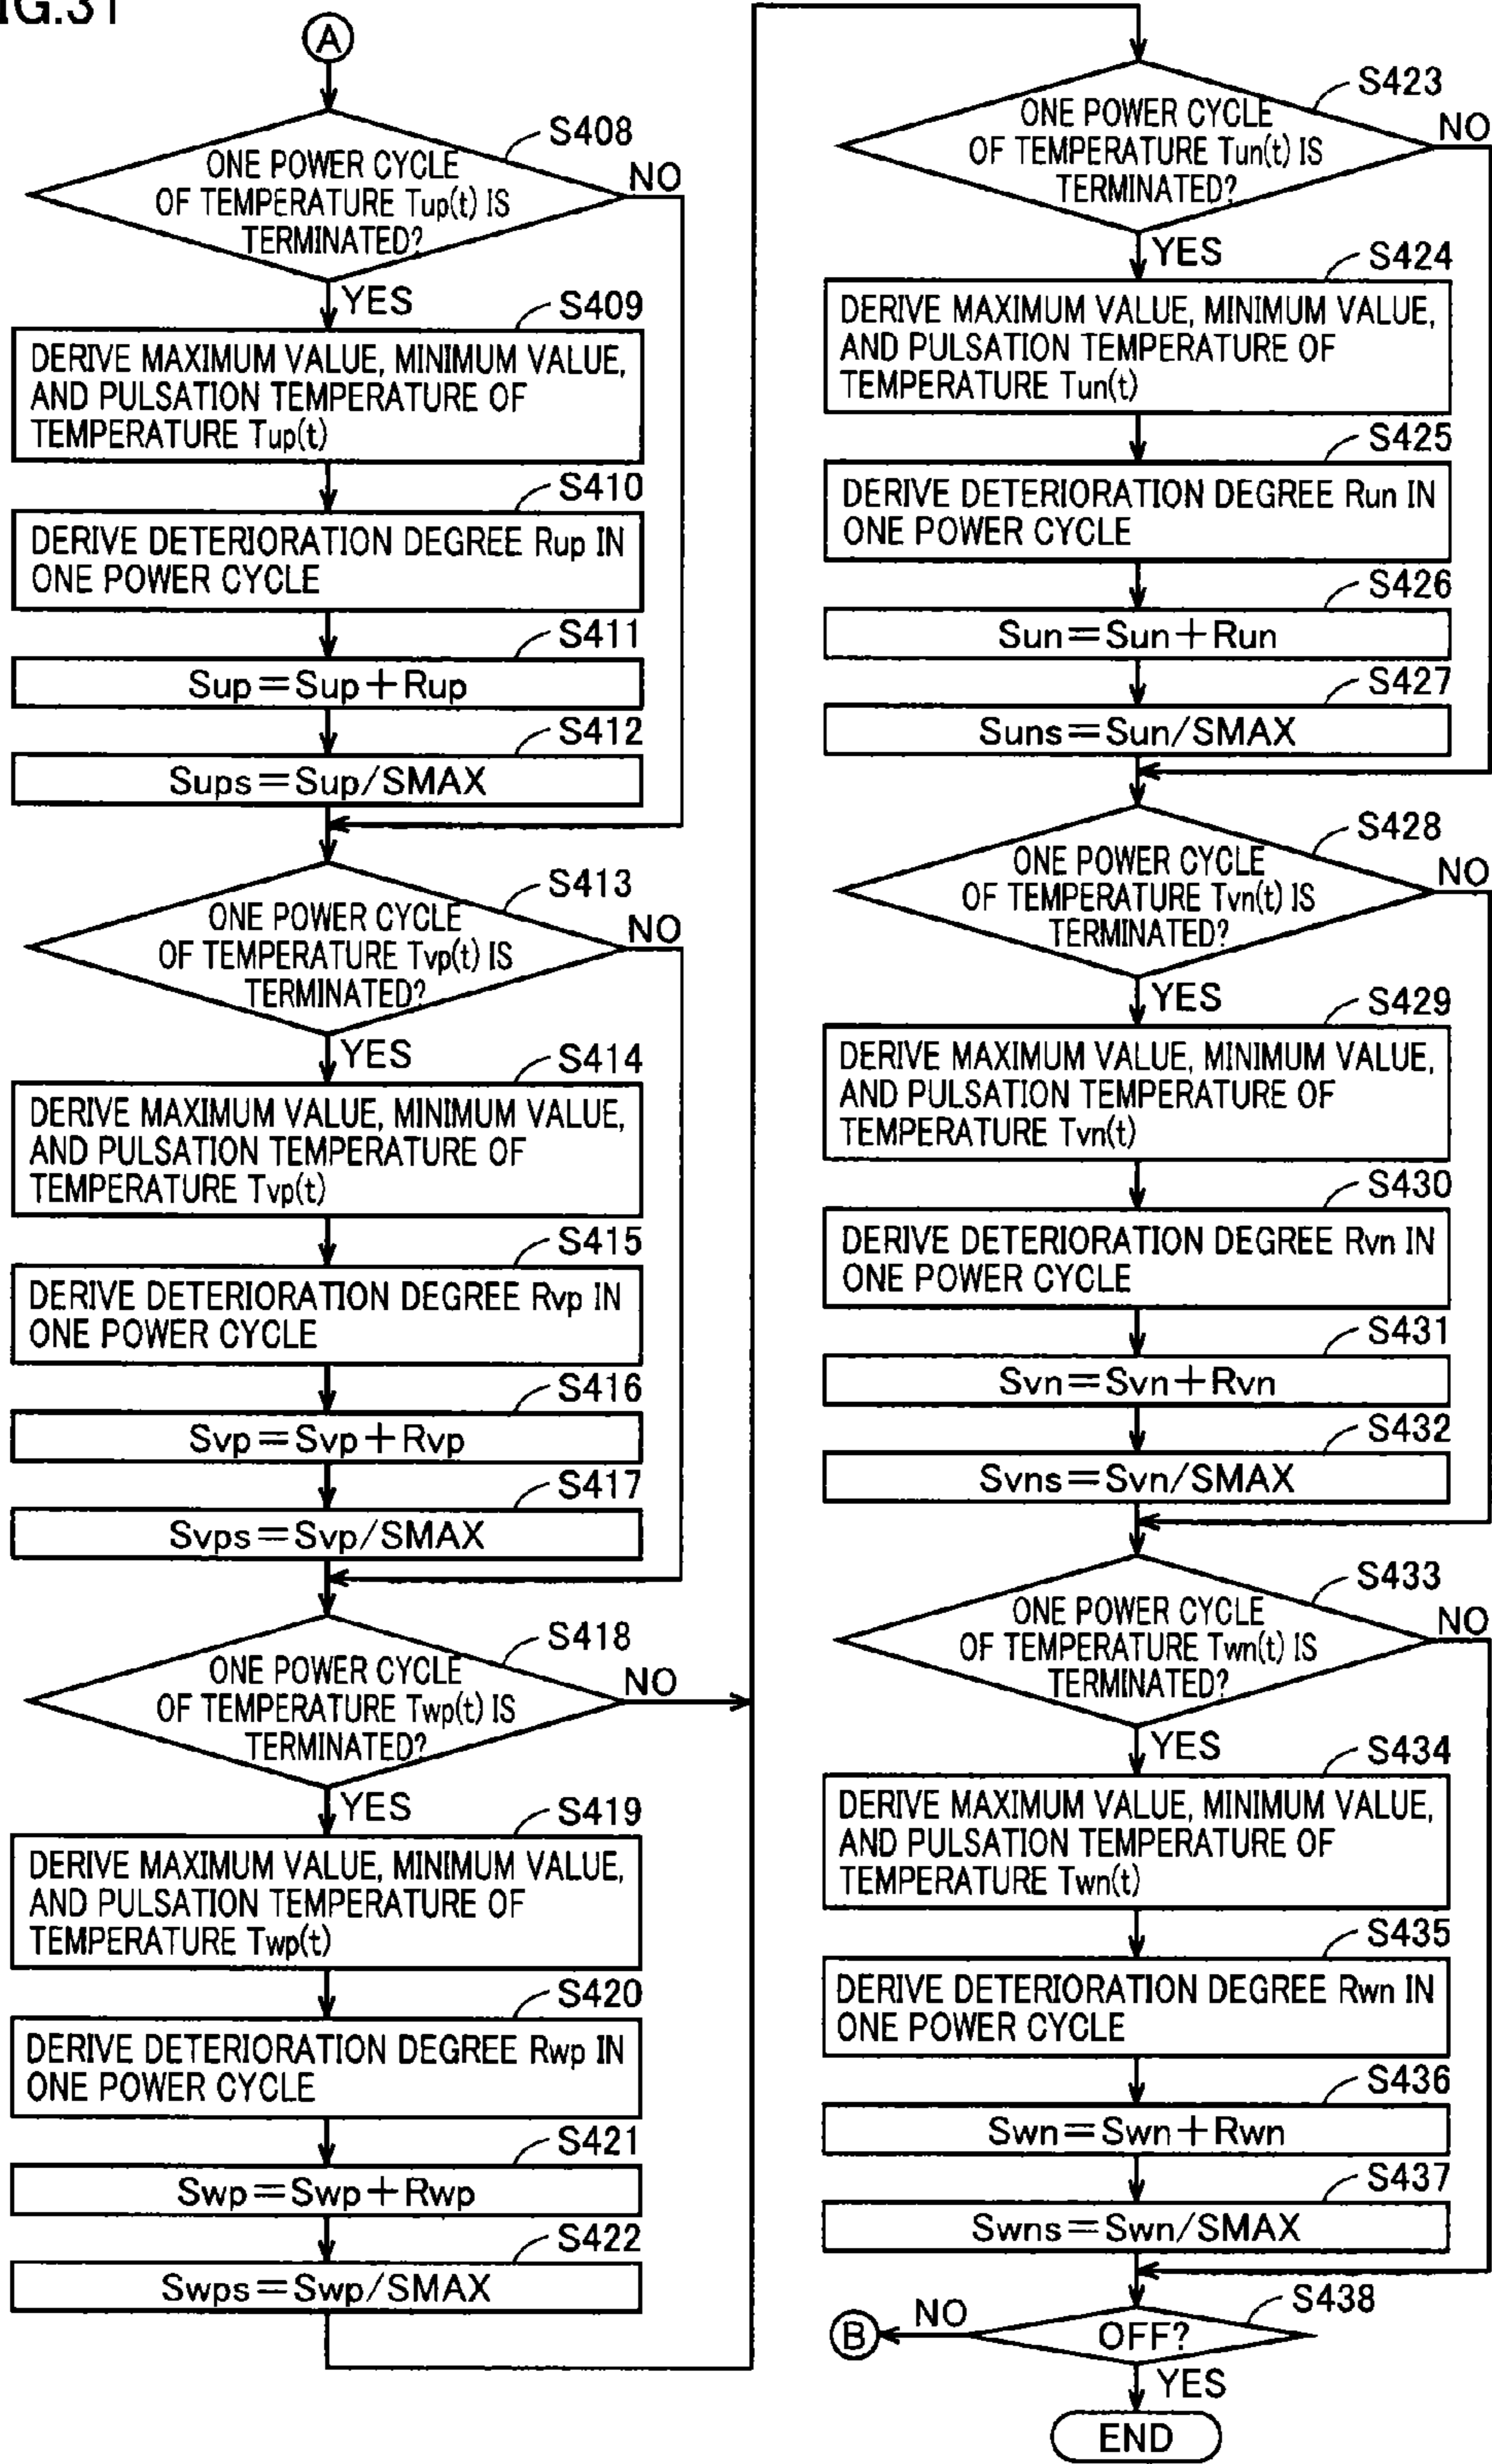 FIG.31
A
S408
ONE POWER CYCLE
OF TEMPERATURE Tup(t) IS
TERMINATED?
NO
YES
S409
DERIVE MAXIMUM VALUE, MINIMUM VALUE,
AND PULSATION TEMPERATURE OF
TEMPERATURE Tup(t)
S410
DERIVE DETERIORATION DEGREE Rup IN
ONE POWER CYCLE
S411
Sup=Sup+Rup
S412
Sups=Sup/SMAX
S413
ONE POWER CYCLE
OF TEMPERATURE Tvp(t) IS
TERMINATED?
NO
YES
S414
DERIVE MAXIMUM VALUE, MINIMUM VALUE,
AND PULSATION TEMPERATURE OF
TEMPERATURE Tvp(t)
S415
DERIVE DETERIORATION DEGREE Rvp IN
ONE POWER CYCLE
S416
Svp=Svp+Rvp
S417
Svps=Svp/SMAX
S418
ONE POWER CYCLE
OF TEMPERATURE Twp(t) IS
TERMINATED?
NO
YES
S419
DERIVE MAXIMUM VALUE, MINIMUM VALUE,
AND PULSATION TEMPERATURE OF
TEMPERATURE Twp(t)
S420
DERIVE DETERIORATION DEGREE Rwp IN
ONE POWER CYCLE
S421
Swp=Swp+Rwp
S422
Swps=Swp/SMAX
S423
ONE POWER CYCLE
OF TEMPERATURE Tun(t) IS
TERMINATED?
NO
YES
S424
DERIVE MAXIMUM VALUE, MINIMUM VALUE,
AND PULSATION TEMPERATURE OF
TEMPERATURE Tun(t)
S425
DERIVE DETERIORATION DEGREE Run IN
ONE POWER CYCLE
S426
Sun=Sun+Run
S427
Suns=Sun/SMAX
S428
ONE POWER CYCLE
OF TEMPERATURE Tvn(t) IS
TERMINATED?
NO
YES
S429
DERIVE MAXIMUM VALUE, MINIMUM VALUE,
AND PULSATION TEMPERATURE OF
TEMPERATURE Tvn(t)
S430
DERIVE DETERIORATION DEGREE Rvn IN
ONE POWER CYCLE
S431
Svn=Svn+Rvn
S432
Svns=Svn/SMAX
S433
ONE POWER CYCLE
OF TEMPERATURE Twn(t) IS
TERMINATED?
NO
YES
S434
DERIVE MAXIMUM VALUE, MINIMUM VALUE,
AND PULSATION TEMPERATURE OF
TEMPERATURE Twn(t)
S435
DERIVE DETERIORATION DEGREE Rwn IN
ONE POWER CYCLE
S436
Swn=Swn+Rwn
S437
Swns=Swn/SMAX
S438
OFF?
NO
B
YES
END